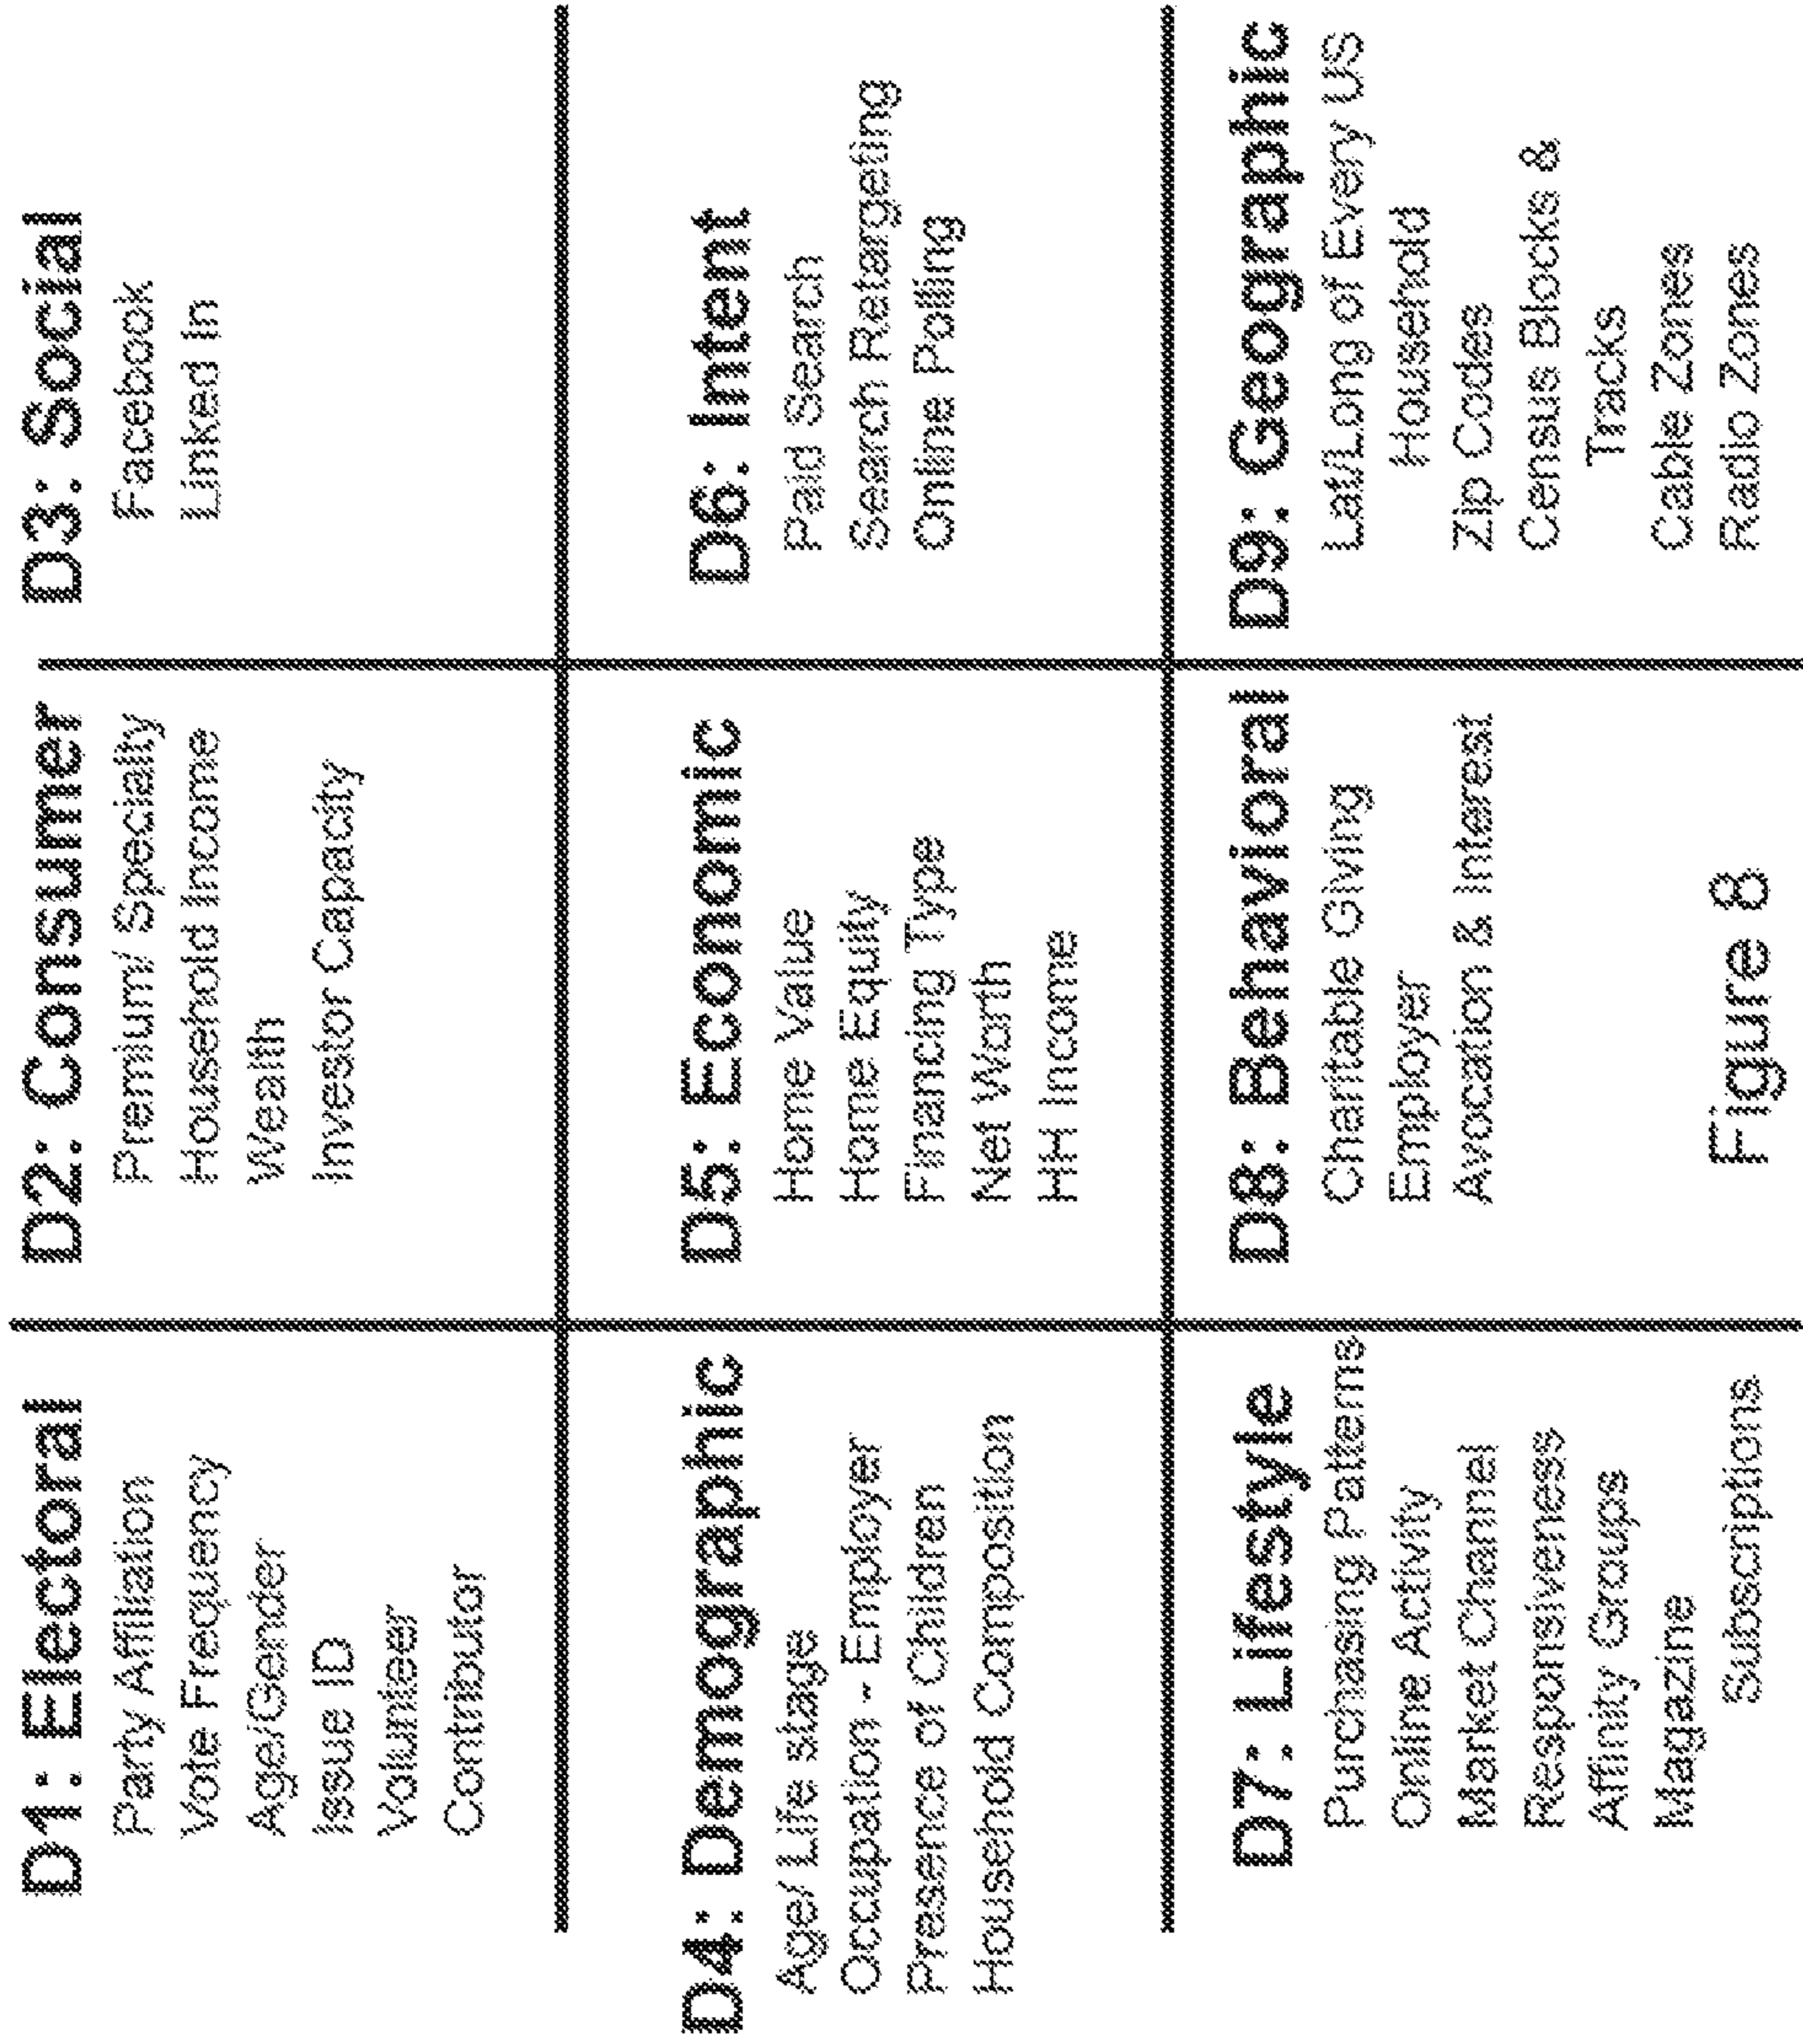 D1: Electoral
Party Affiliation
Vote Frequency
Age/Gender
Issue ID
Volunteer
Contributor
D2: Consumer
Premium/ Specialty
Household Income
Wealth
Investor Capacity
D3: Social
Facebook
Linked In
D4: Demographic
Age/ Life stage
Occupation - Employer
Presence of Children
Household Composition
D5: Economic
Home Value
Home Equity
Financing Type
Net Worth
HH Income
D6: Intent
Paid Search
Search Retargeting
Online Polling
D7: Lifestyle
Purchasing Patterns
Online Activity
Market Channel
Responsiveness
Affinity Groups
Magazine
Subscriptions
D8: Behavioral
Charitable Giving
Employer
Avocation & Interest
D9: Geographic
Lat/Long of Every US
Household
Zip Codes
Census Blocks &
Tracks
Cable Zones
Radio Zones
Figure 8